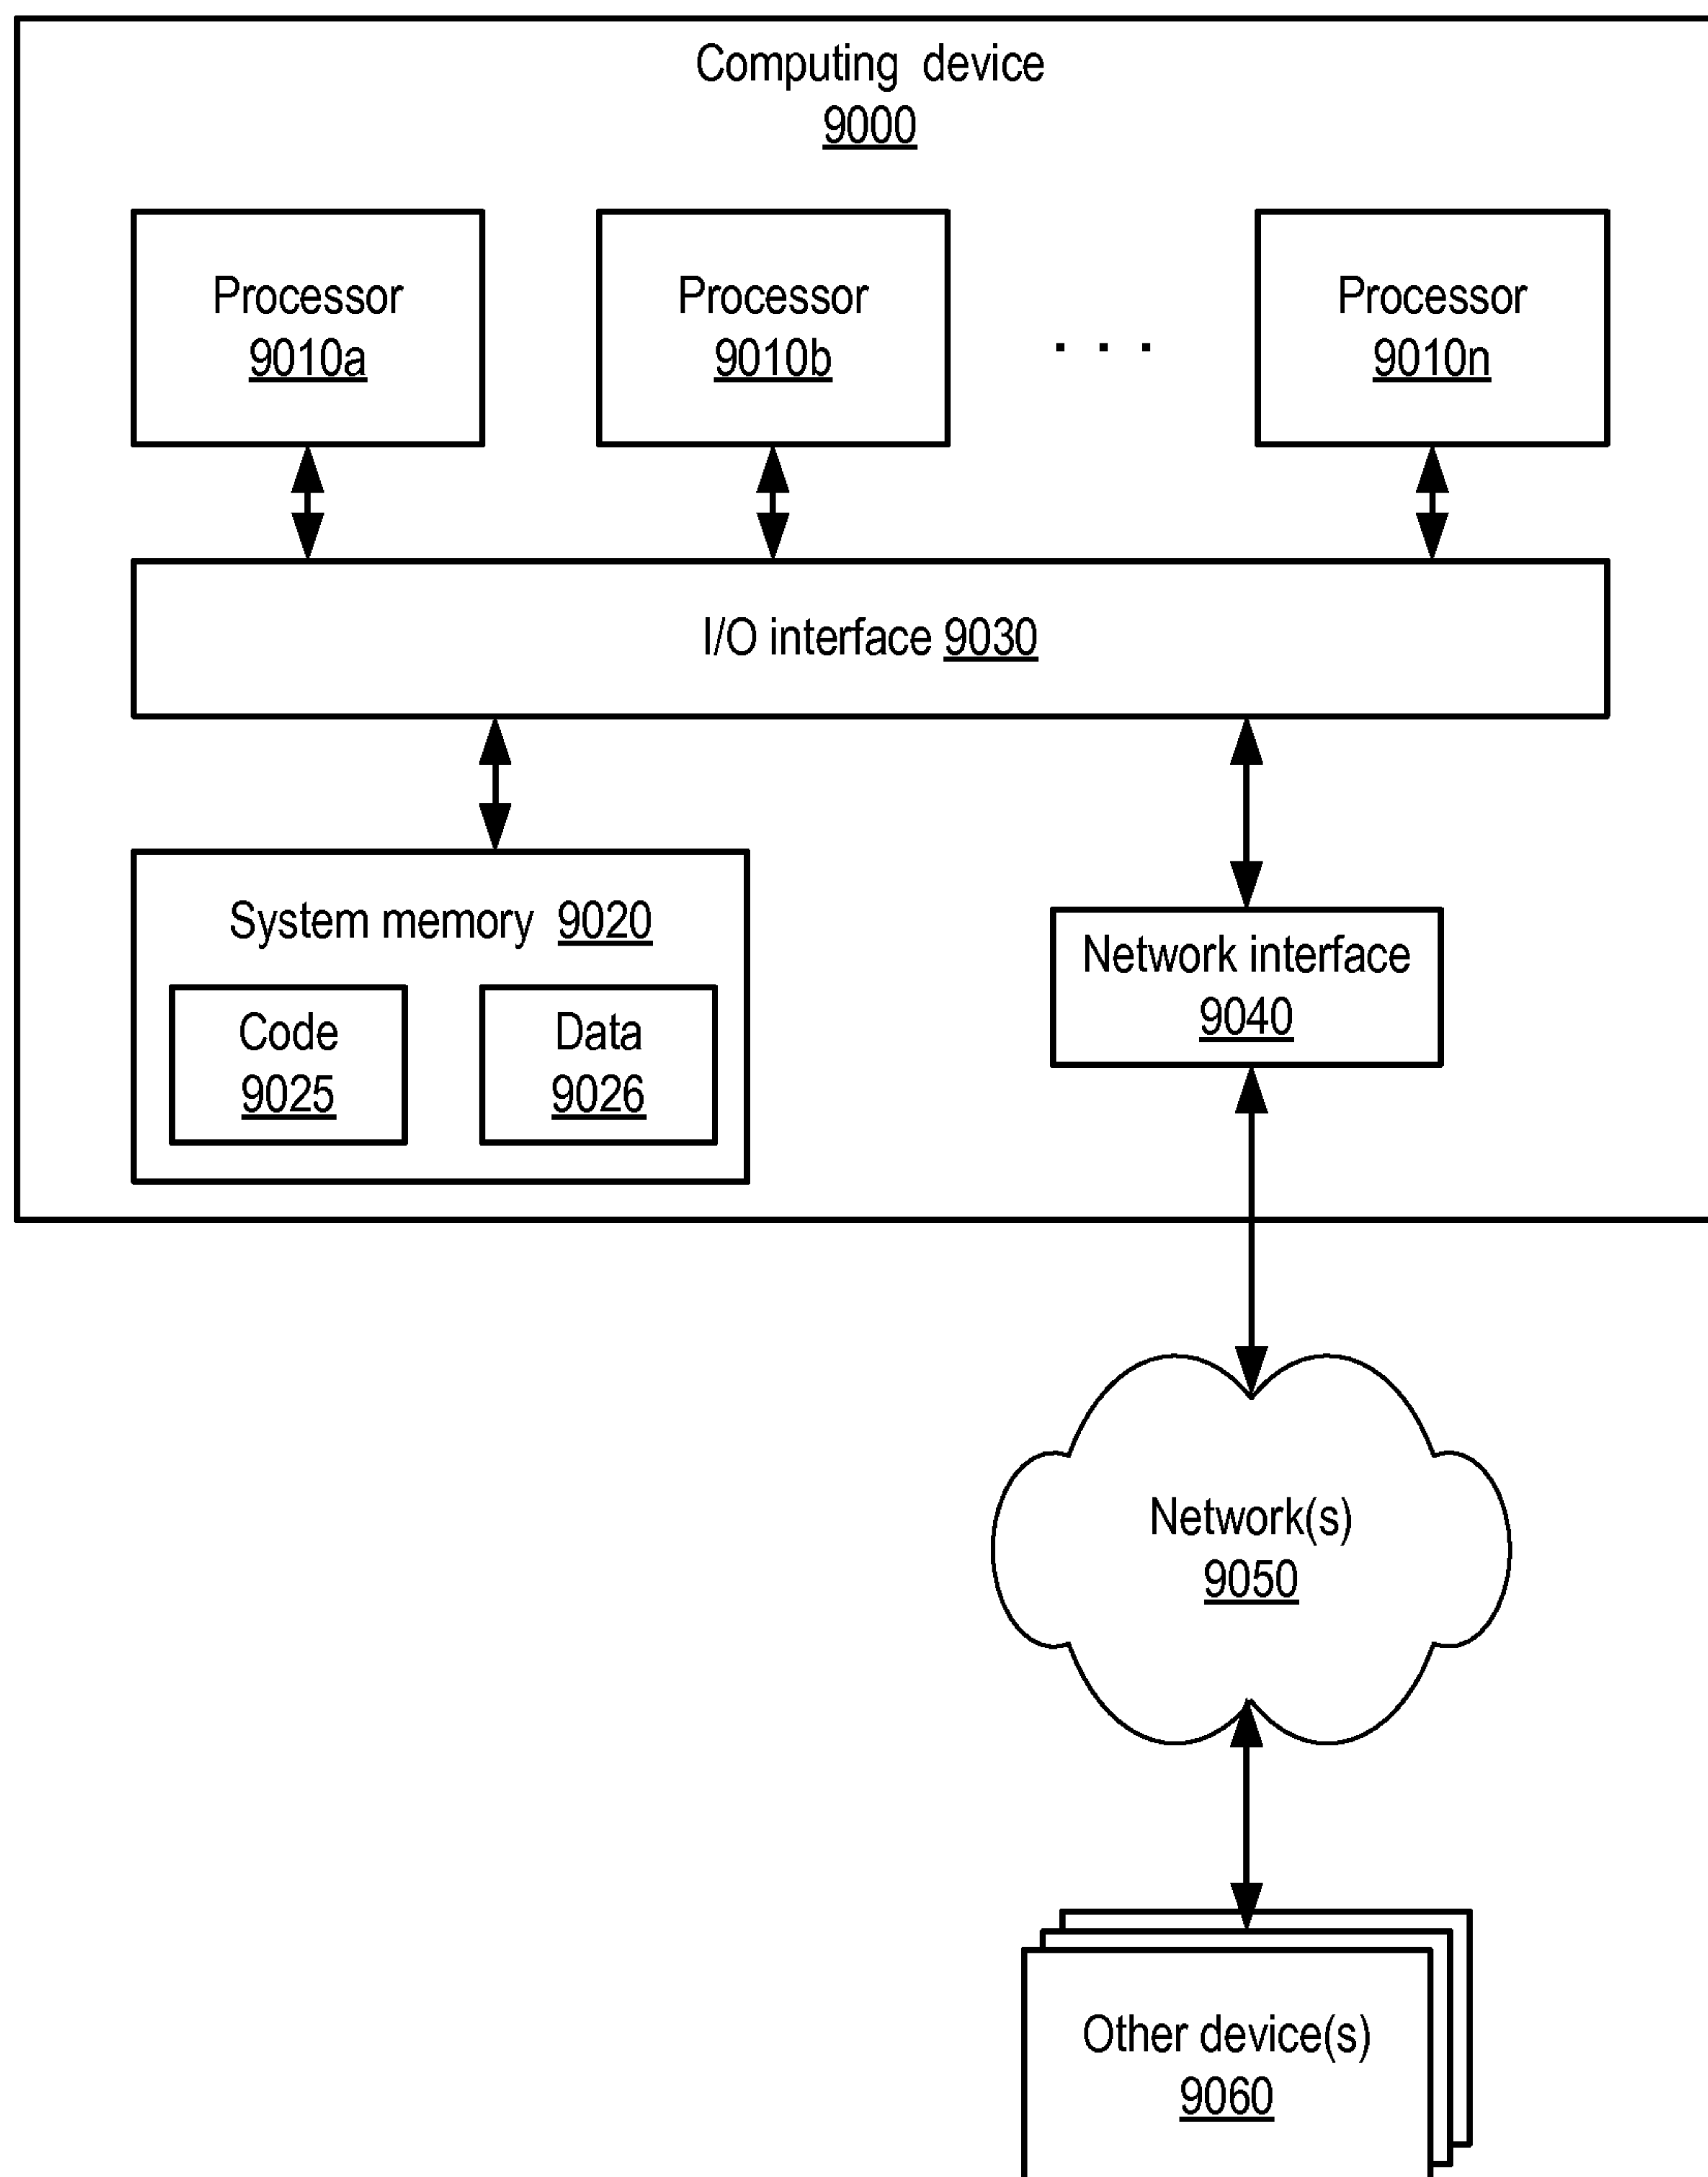 Computing device
9000
Processor
9010a
Processor
9010b
. . .
Processor
9010n
I/O interface 9030
System memory 9020
Code
9025
Data
9026
Network interface
9040
Network(s)
9050
Other device(s)
9060